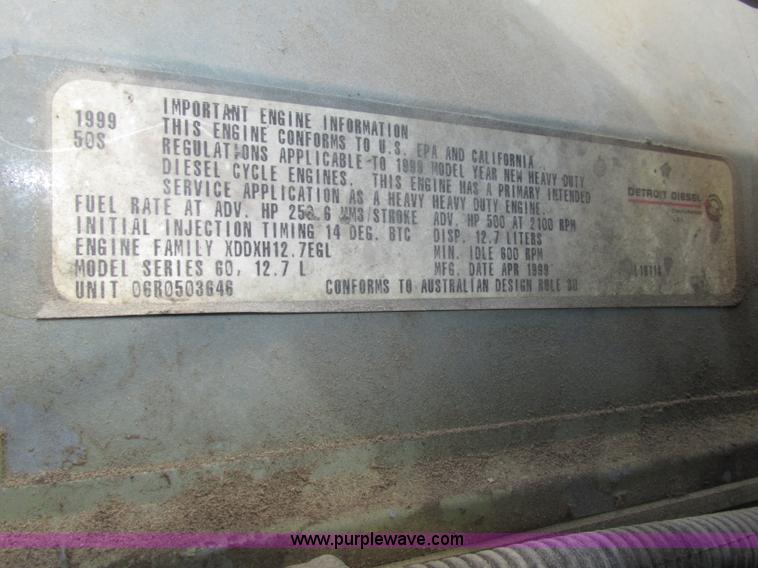 1999
50S
IMPORTANT ENGINE INFORMATION
THIS ENGINE CONFORMS TO U.S. EPA AND CALIFORNIA
REGULATIONS APPLICABLE TO 1999 MODEL YEAR NEW HEAVY DUTY
DIESEL CYCLE ENGINES. THIS ENGINE HAS A PRIMARY INTENDED
SERVICE APPLICATION AS A HEAVY HEAVY DUTY ENGINE.
FUEL RATE AT ADV. HP MM3/STROKE ADV. HP 500 AT 2100 RPM
INITIAL INJECTION TIMING 14 DEG. BTC DISP. 12.7 LITERS
ENGINE FAMILY XDDXH12.7EGL MIN. IDLE 600 RPM
MODEL SERIES 60, 12.7 L MFG. DATE APR 1999
UNIT 06R0503646 CONFORMS TO AUSTRALIAN DESIGN RULE 30
DETROIT DIESEL
www.purplewave.com